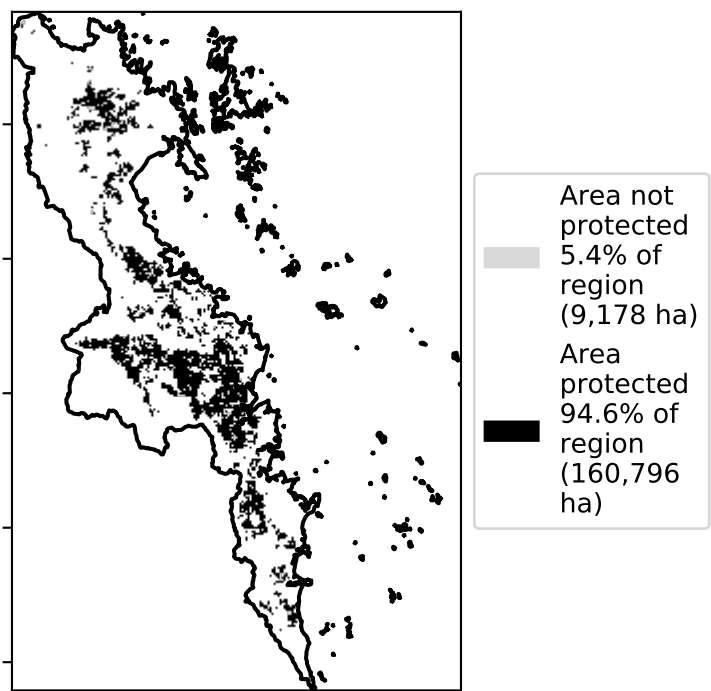 Area not
protected
5.4% of
region
(9,178 ha)
Area
protected
94.6% of
region
(160,796
ha)